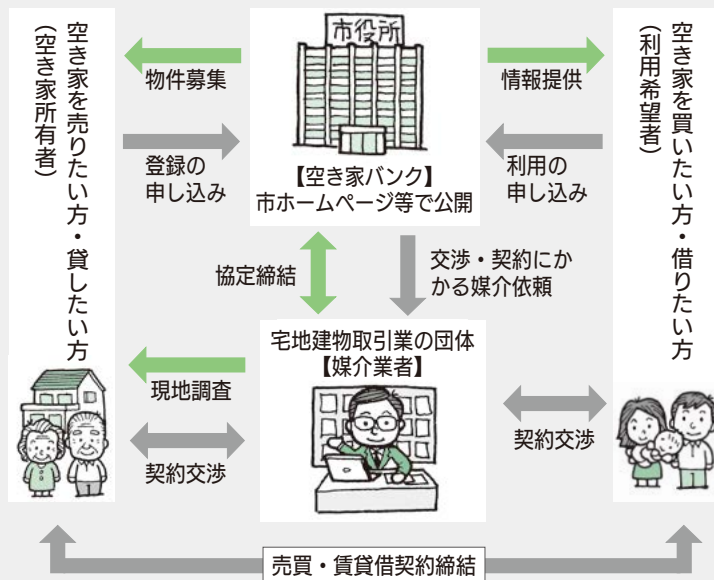 空き家を売りたい方・貸したい方
（空き家所有者）
物件募集
登録の
申し込み
市役所
【空き家バンク】
市ホームページ等で公開
情報提供
利用の
申し込み
空き家を買いたい方・借りたい方
（利用希望者）
協定締結
交渉・契約にか
かる媒介依頼
宅地建物取引業の団体
【媒介業者】
現地調査
契約交渉
契約交渉
売買・賃貸借契約締結